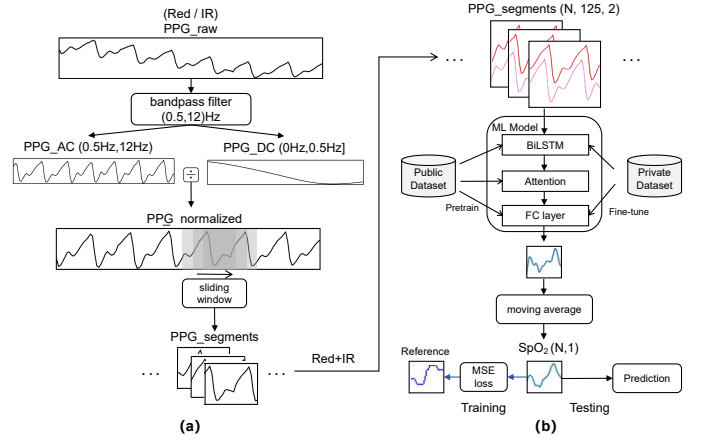 (Red / IR)
PPG_raw
bandpass filter
(0.5,12)Hz
PPG_AC (0.5Hz,12Hz)
PPG_DC (0Hz,0.5Hz]
÷
PPG_normalized
sliding
window
PPG_segments
... ...
Red+IR
(a)
PPG_segments (N, 125, 2)
... ...
ML Model
BiLSTM
Public
Dataset
Attention
Private
Dataset
Pretrain
FC layer
Fine-tune
moving average
SpO₂ (N,1)
Reference
MSE
loss
Prediction
Training
Testing
(b)